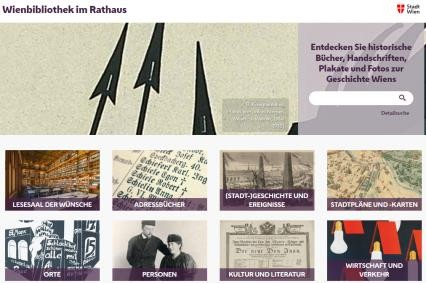 Wienbibliothek im Rathaus
Stadt
Wien
Entdecken Sie historische
Bücher, Handschriften,
Plakate und Fotos zur
Geschichte Wiens
Detailsuche
LESESAAL DER WÜNSCHE
ADRESSBÜCHER
(STADT-)GESCHICHTE UND
EREIGNISSE
STADTPLÄNE UND -KARTEN
ORTE
PERSONEN
KULTUR UND LITERATUR
WIRTSCHAFT UND
VERKEHR